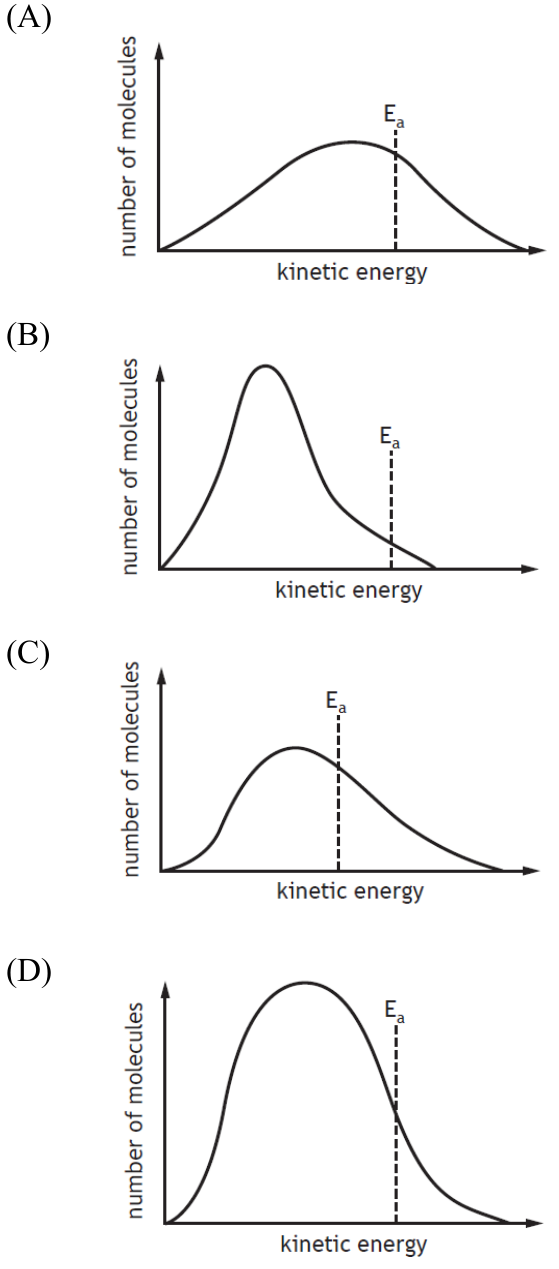 (A)
number of molecules
Eₐ
kinetic energy
(B)
number of molecules
Eₐ
kinetic energy
(C)
number of molecules
Eₐ
kinetic energy
(D)
number of molecules
Eₐ
kinetic energy